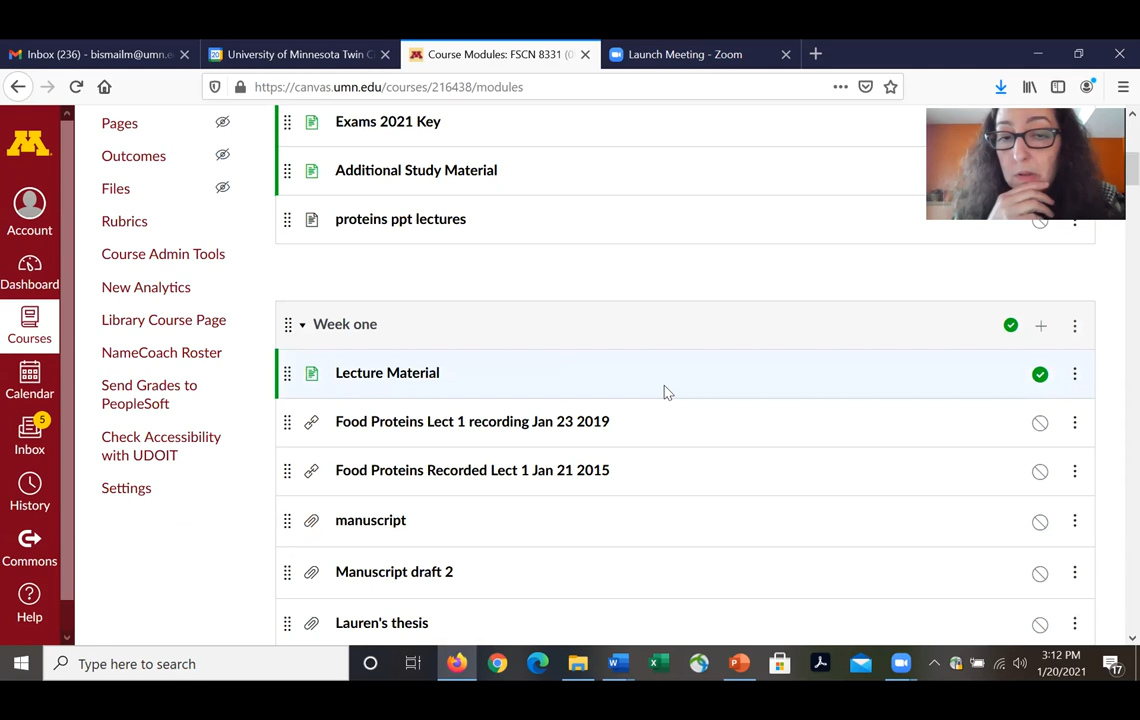 Inbox (236) - bismailm@umn.ed
University of Minnesota Twin C
Course Modules: FSCN 8331 (0
Launch Meeting - Zoom
https://canvas.umn.edu/courses/216438/modules
Account
Dashboard
Courses
Calendar
5
Inbox
History
Commons
Help
Pages
Outcomes
Files
Rubrics
Course Admin Tools
New Analytics
Library Course Page
NameCoach Roster
Send Grades to
PeopleSoft
Check Accessibility
with UDOIT
Settings
Exams 2021 Key
Additional Study Material
proteins ppt lectures
Week one
Lecture Material
Food Proteins Lect 1 recording Jan 23 2019
Food Proteins Recorded Lect 1 Jan 21 2015
manuscript
Manuscript draft 2
Lauren's thesis
Type here to search
3:12 PM
1/20/2021
17